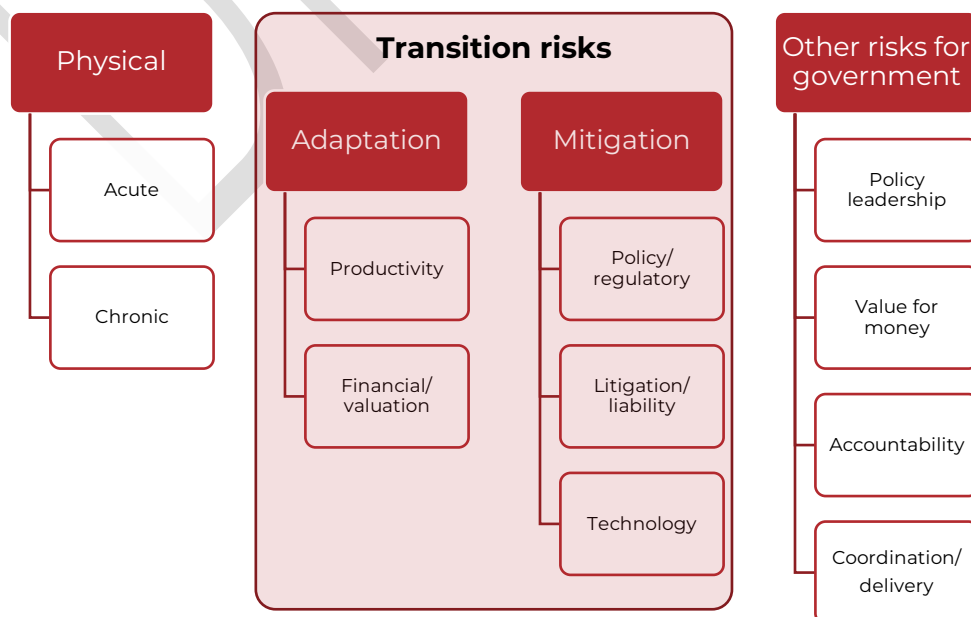 Physical
Acute
Chronic
Transition risks
Adaptation
Productivity
Financial/
valuation
Mitigation
Policy/
regulatory
Litigation/
liability
Technology
Other risks for
government
Policy
leadership
Value for
money
Accountability
Coordination/
delivery